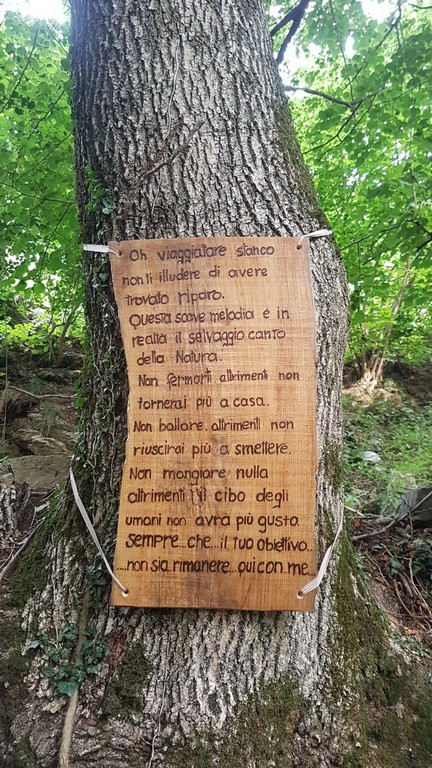 Oh viaggiatore stanco
non ti illudere di avere
trovato riparo.
Questa soave melodia è in
realtà il selvaggio canto
della Natura.
Non fermarti altrimenti non
tornerai più a casa.
Non ballare, altrimenti non
riuscirai più a smettere.
Non mangiare nulla
altrimenti il cibo degli
umani non avrà più gusto.
Sempre...che...il tuo obiettivo..
...non sia rimanere...qui con me...